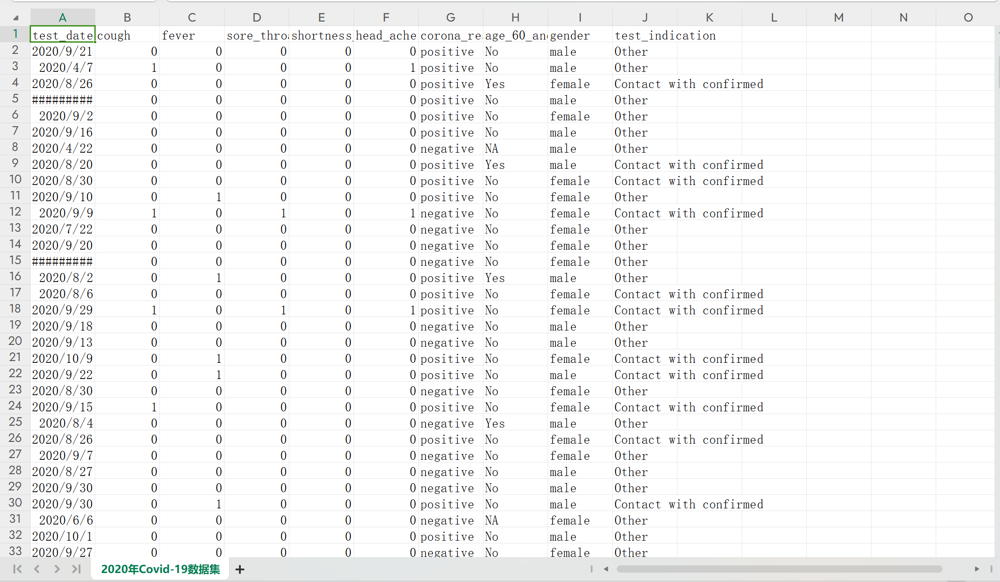 A B C D E F G H I J K L M N O
1 test_date cough fever sore_throa shortness_ head_ache corona_re age_60_and gender test_indication
2 2020/9/21 0 0 0 0 0 positive No male Other
3 2020/4/7 1 0 0 0 1 positive No male Other
4 2020/8/26 0 0 0 0 0 positive Yes female Contact with confirmed
5 ######### 0 0 0 0 0 positive No male Other
6 2020/9/2 0 0 0 0 0 positive No female Other
7 2020/9/16 0 0 0 0 0 positive No male Other
8 2020/4/22 0 0 0 0 0 negative NA male Other
9 2020/8/20 0 0 0 0 0 positive Yes male Contact with confirmed
10 2020/8/30 0 0 0 0 0 positive No female Contact with confirmed
11 2020/9/10 0 1 0 0 0 positive No female Other
12 2020/9/9 1 0 1 0 1 negative No female Contact with confirmed
13 2020/7/22 0 0 0 0 0 negative No female Other
14 2020/9/20 0 0 0 0 0 negative No female Other
15 ######### 0 0 0 0 0 negative No female Other
16 2020/8/2 0 1 0 0 0 positive Yes male Other
17 2020/8/6 0 0 0 0 0 positive No female Contact with confirmed
18 2020/9/29 1 0 1 0 1 positive No female Contact with confirmed
19 2020/9/18 0 0 0 0 0 negative No male Other
20 2020/9/13 0 0 0 0 0 negative No male Other
21 2020/10/9 0 1 0 0 0 positive No female Contact with confirmed
22 2020/9/22 0 1 0 0 0 positive No male Contact with confirmed
23 2020/8/30 0 0 0 0 0 negative No female Other
24 2020/9/15 1 0 0 0 0 positive No female Contact with confirmed
25 2020/8/4 0 0 0 0 0 negative Yes male Other
26 2020/8/26 0 0 0 0 0 positive No female Contact with confirmed
27 2020/9/7 0 0 0 0 0 negative No female Other
28 2020/8/27 0 0 0 0 0 negative No male Other
29 2020/9/30 0 0 0 0 0 negative No male Other
30 2020/9/30 0 1 0 0 0 positive No male Contact with confirmed
31 2020/6/6 0 0 0 0 0 negative NA female Other
32 2020/10/1 0 0 0 0 0 positive No male Other
33 2020/9/27 0 0 0 0 0 negative No female Other
2020年Covid-19数据集